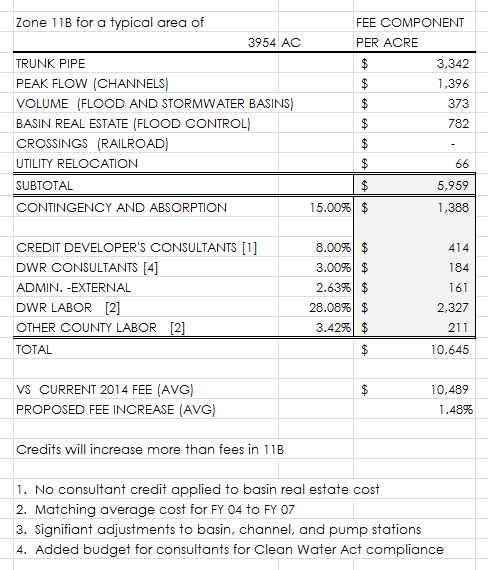 Zone 11B for a typical area of FEE COMPONENT
3954 AC PER ACRE
TRUNK PIPE $ 3,342
PEAK FLOW (CHANNELS) $ 1,396
VOLUME (FLOOD AND STORMWATER BASINS) $ 373
BASIN REAL ESTATE (FLOOD CONTROL) $ 782
CROSSINGS (RAILROAD) $ -
UTILITY RELOCATION $ 66
SUBTOTAL $ 5,959
CONTINGENCY AND ABSORPTION 15.00% $ 1,388
CREDIT DEVELOPER'S CONSULTANTS [1] 8.00% $ 414
DWR CONSULTANTS [4] 3.00% $ 184
ADMIN. -EXTERNAL 2.63% $ 161
DWR LABOR [2] 28.08% $ 2,327
OTHER COUNTY LABOR [2] 3.42% $ 211
TOTAL $ 10,645
VS CURRENT 2014 FEE (AVG) $ 10,489
PROPOSED FEE INCREASE (AVG) 1.48%
Credits will increase more than fees in 11B
1. No consultant credit applied to basin real estate cost
2. Matching average cost for FY 04 to FY 07
3. Signifiant adjustments to basin, channel, and pump stations
4. Added budget for consultants for Clean Water Act compliance